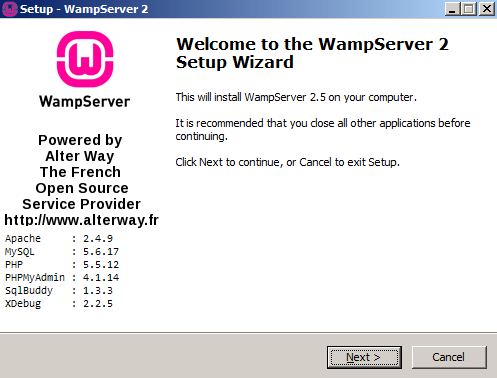 Setup - WampServer 2
WampServer
Powered by
Alter Way
The French
Open Source
Service Provider
http://www.alterway.fr
Apache : 2.4.9
MySQL : 5.6.17
PHP : 5.5.12
PHPMyAdmin : 4.1.14
SqlBuddy : 1.3.3
XDebug : 2.2.5
Welcome to the WampServer 2
Setup Wizard
This will install WampServer 2.5 on your computer.
It is recommended that you close all other applications before
continuing.
Click Next to continue, or Cancel to exit Setup.
Next >
Cancel